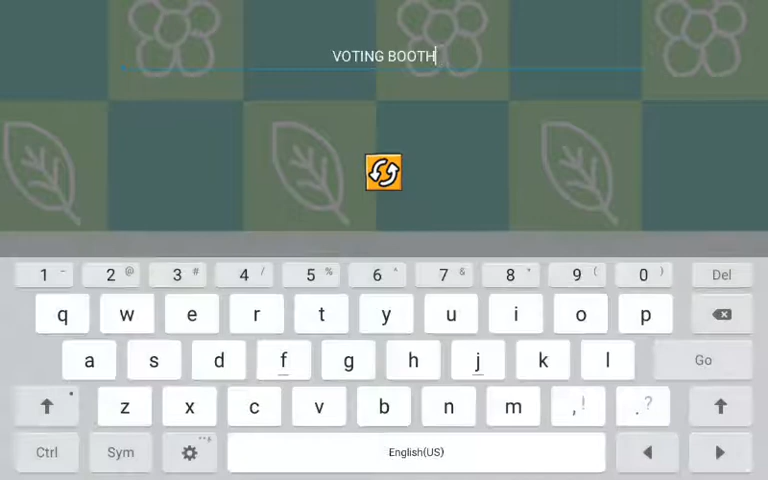 VOTING BOOTH
1 - 2 @ 3 # 4 / 5 % 6 ^ 7 & 8 * 9 ( 0 ) Del
q w e r t y u i o p
a s d f g h j k l Go
z x c v b n m , ! . ?
Ctrl Sym English(US)